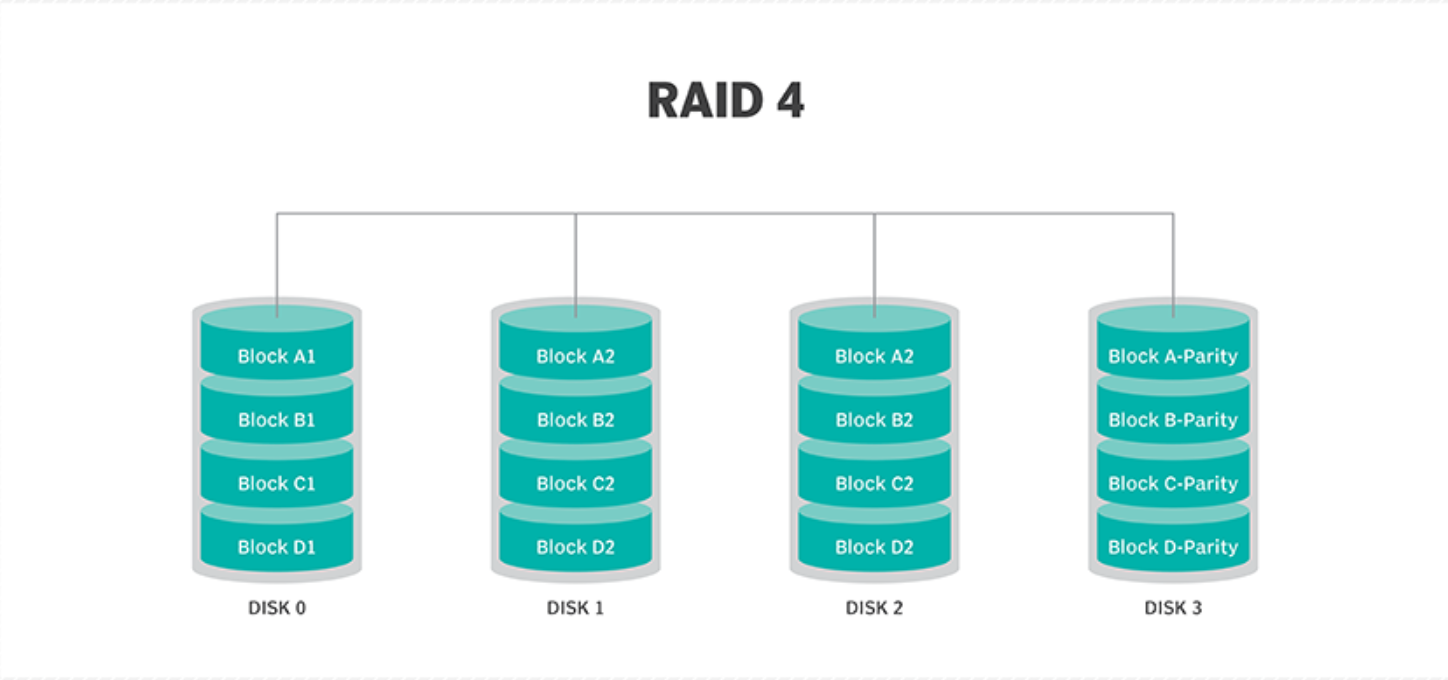 RAID 4
Block A1 Block A2 Block A2 Block A-Parity
Block B1 Block B2 Block B2 Block B-Parity
Block C1 Block C2 Block C2 Block C-Parity
Block D1 Block D2 Block D2 Block D-Parity
DISK 0 DISK 1 DISK 2 DISK 3